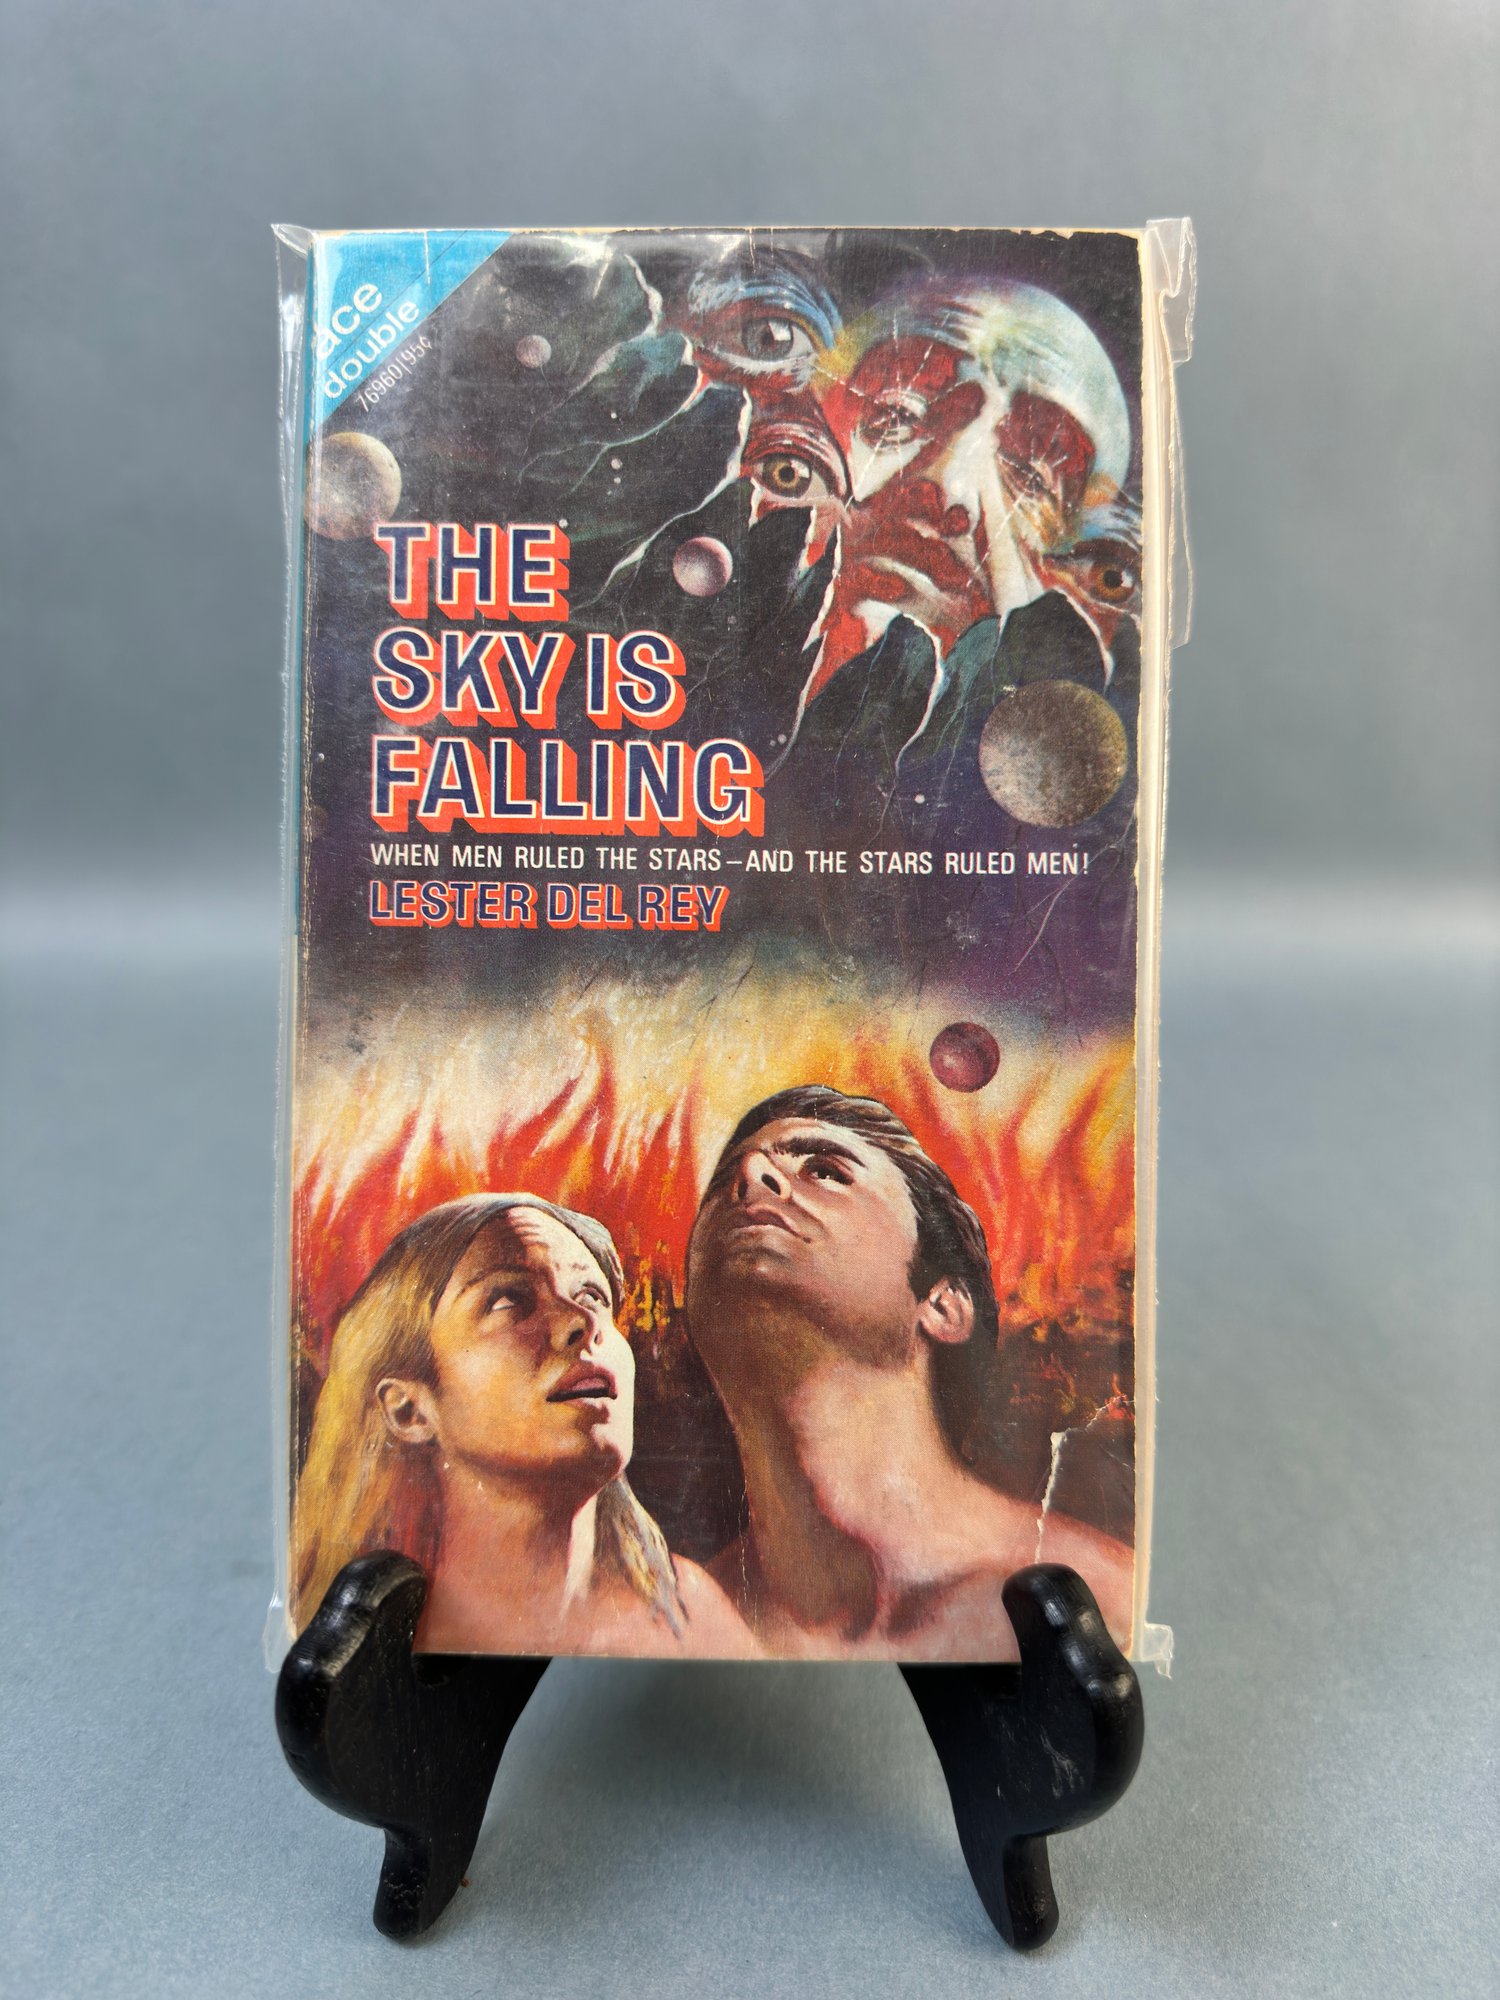 ace
double
76960|95¢
THE
SKY IS
FALLING
WHEN MEN RULED THE STARS—AND THE STARS RULED MEN!
LESTER DEL REY